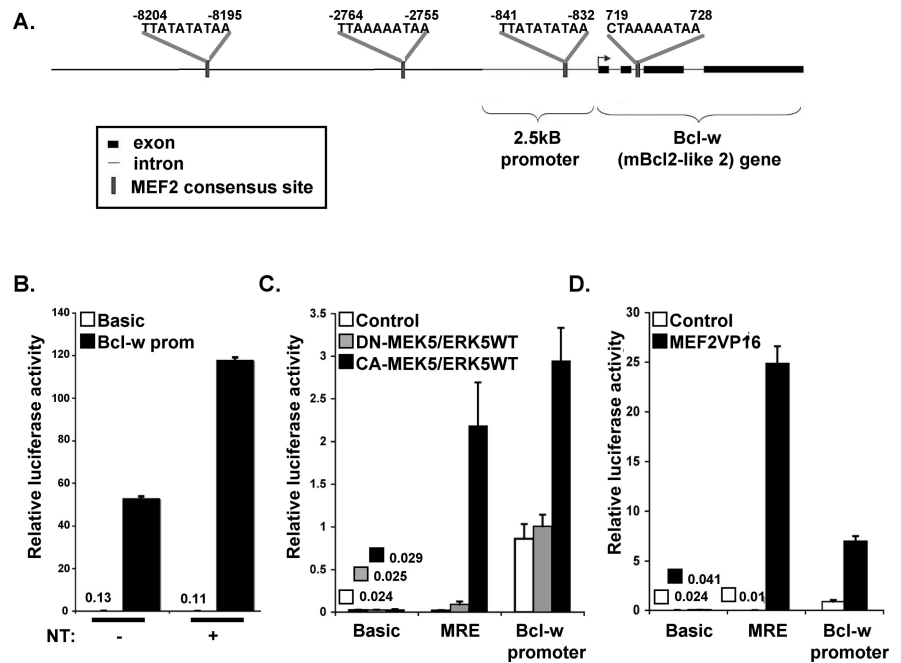 A.
-8204 -8195 -2764 -2755 -841 -832 719 728
TTATATATAA TTAAAAATAA TTATATATAA CTAAAAATAA
2.5kB
promoter
Bcl-w
(mBcl2-like 2) gene
exon
intron
MEF2 consensus site
B.
Relative luciferase activity
140
120
100
80
60
40
20
0
Basic
Bcl-w prom
0.13
0.11
NT: - +
C.
Relative luciferase activity
3.5
3
2.5
2
1.5
1
0.5
0
Control
DN-MEK5/ERK5WT
CA-MEK5/ERK5WT
0.029
0.025
0.024
Basic MRE Bcl-w
promoter
D.
Relative luciferase activity
30
25
20
15
10
5
0
Control
MEF2VP16
0.041
0.024
0.01
Basic MRE Bcl-w
promoter